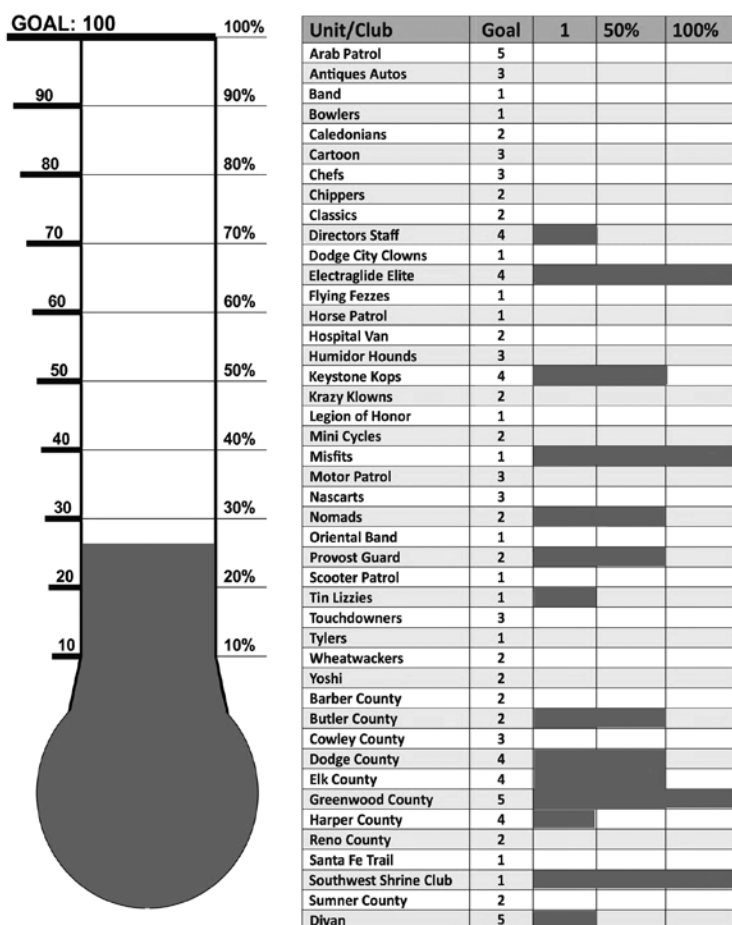 GOAL: 100 100%
90 90%
80 80%
70 70%
60 60%
50 50%
40 40%
30 30%
20 20%
10 10%
Unit/Club Goal 1 50% 100%
Arab Patrol 5
Antiques Autos 3
Band 1
Bowlers 1
Caledonians 2
Cartoon 3
Chefs 3
Chippers 2
Classics 2
Directors Staff 4
Dodge City Clowns 1
Electraglide Elite 4
Flying Fezzes 1
Horse Patrol 1
Hospital Van 2
Humidor Hounds 3
Keystone Kops 4
Krazy Klowns 2
Legion of Honor 1
Mini Cycles 2
Misfits 1
Motor Patrol 3
Nascarts 3
Nomads 2
Oriental Band 1
Provost Guard 2
Scooter Patrol 1
Tin Lizzies 1
Touchdowners 3
Tylers 1
Wheatwackers 2
Yoshi 2
Barber County 2
Butler County 2
Cowley County 3
Dodge County 4
Elk County 4
Greenwood County 5
Harper County 4
Reno County 2
Santa Fe Trail 1
Southwest Shrine Club 1
Sumner County 2
Divan 5